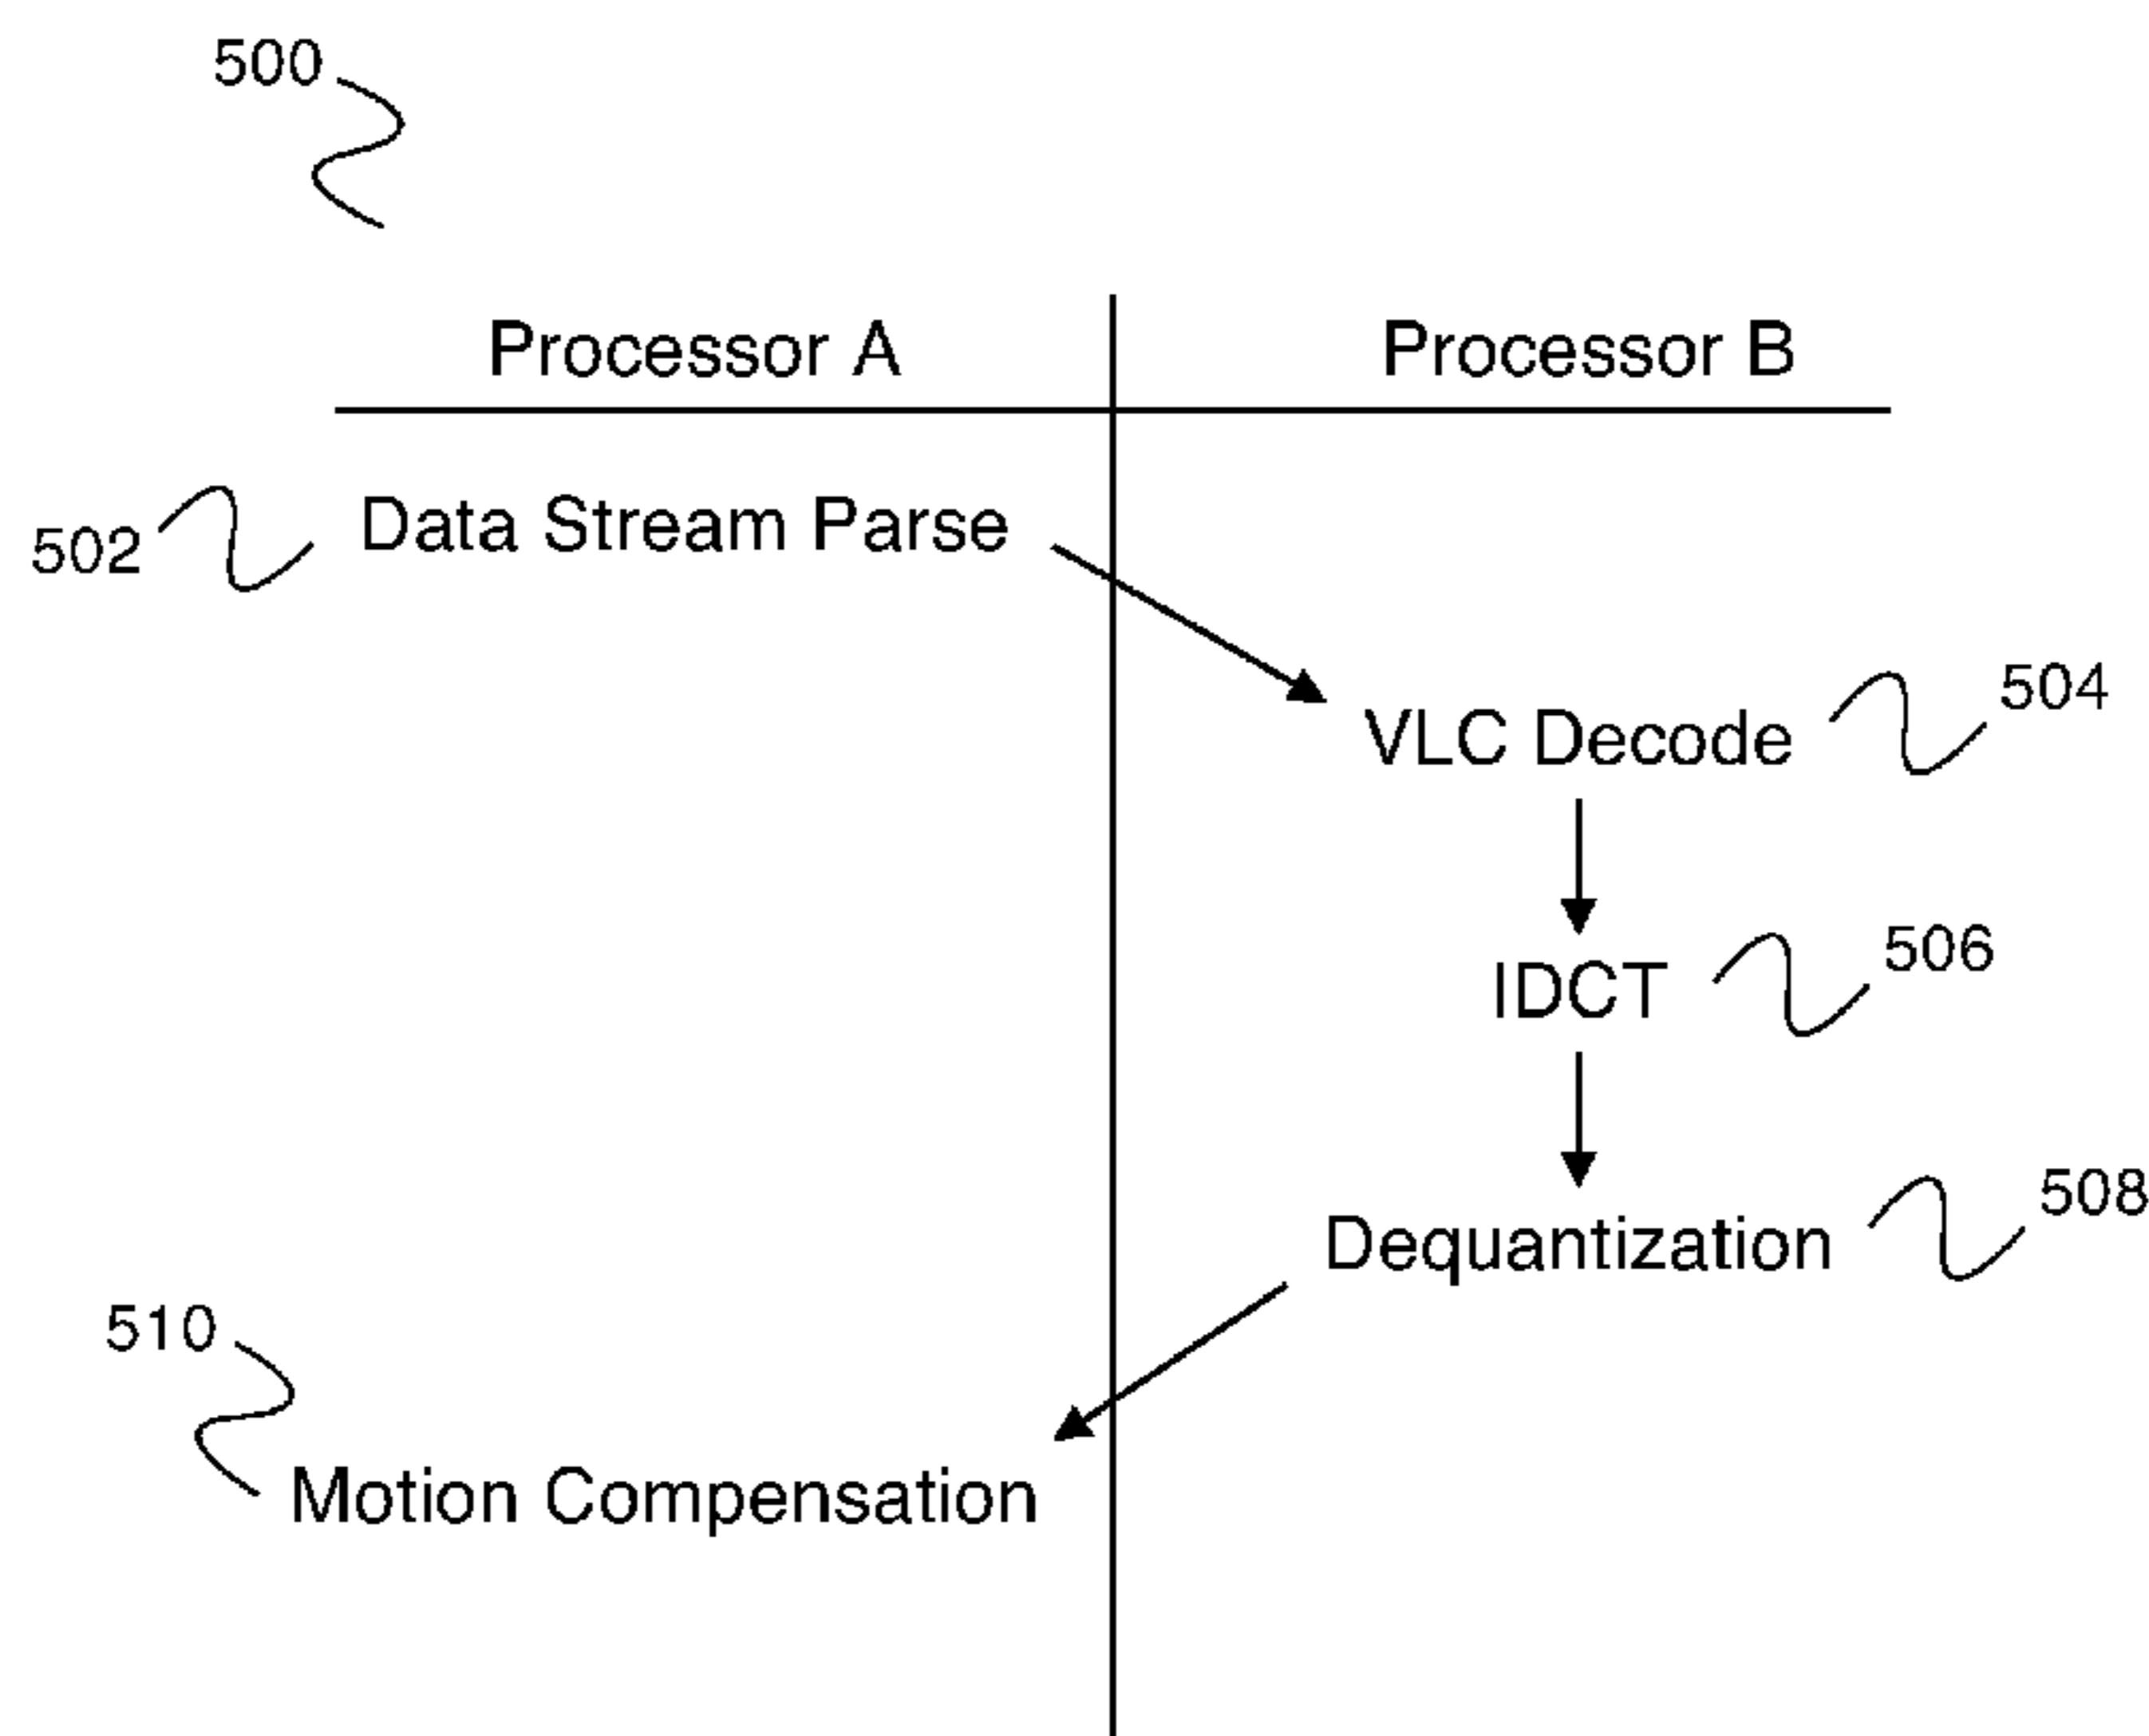 500
Processor A
Processor B
502
Data Stream Parse
504
VLC Decode
506
IDCT
508
Dequantization
510
Motion Compensation